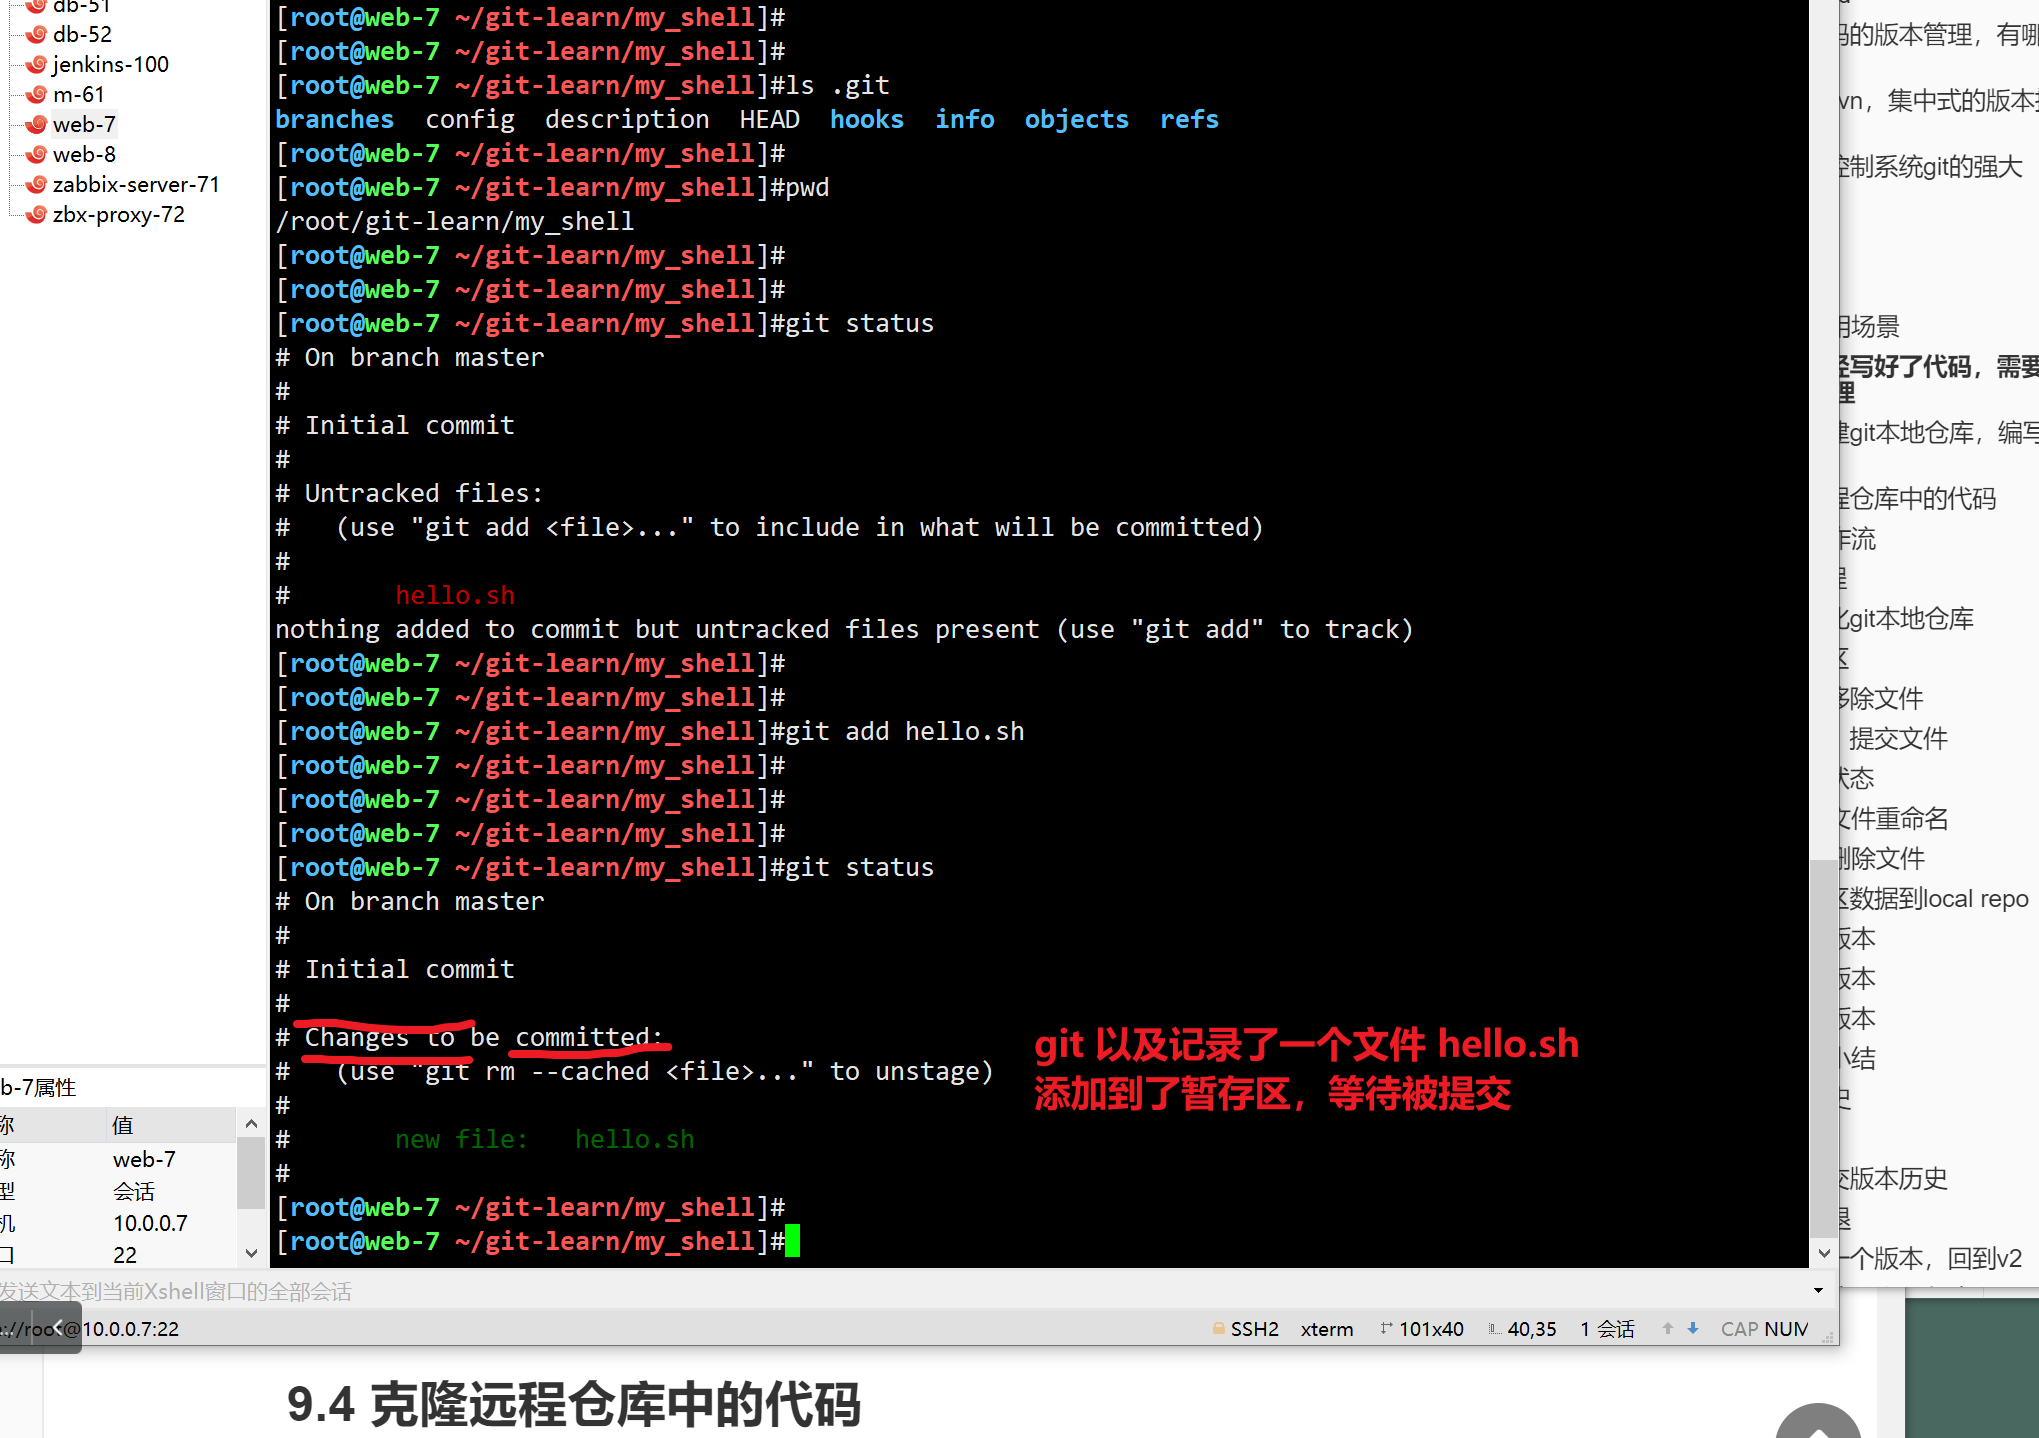 db-51
db-52
jenkins-100
m-61
web-7
web-8
zabbix-server-71
zbx-proxy-72
b-7属性
称 值
称 web-7
型 会话
机 10.0.0.7
口 22
[root@web-7 ~/git-learn/my_shell]#
[root@web-7 ~/git-learn/my_shell]#
[root@web-7 ~/git-learn/my_shell]#ls .git
branches config description HEAD hooks info objects refs
[root@web-7 ~/git-learn/my_shell]#
[root@web-7 ~/git-learn/my_shell]#pwd
/root/git-learn/my_shell
[root@web-7 ~/git-learn/my_shell]#
[root@web-7 ~/git-learn/my_shell]#
[root@web-7 ~/git-learn/my_shell]#git status
# On branch master
#
# Initial commit
#
# Untracked files:
#   (use "git add <file>..." to include in what will be committed)
#
#       hello.sh
nothing added to commit but untracked files present (use "git add" to track)
[root@web-7 ~/git-learn/my_shell]#
[root@web-7 ~/git-learn/my_shell]#
[root@web-7 ~/git-learn/my_shell]#git add hello.sh
[root@web-7 ~/git-learn/my_shell]#
[root@web-7 ~/git-learn/my_shell]#
[root@web-7 ~/git-learn/my_shell]#
[root@web-7 ~/git-learn/my_shell]#git status
# On branch master
#
# Initial commit
#
# Changes to be committed:
#   (use "git rm --cached <file>..." to unstage)
#
#       new file:   hello.sh
#
[root@web-7 ~/git-learn/my_shell]#
[root@web-7 ~/git-learn/my_shell]#
git 以及记录了一个文件 hello.sh
添加到了暂存区，等待被提交
发送文本到当前Xshell窗口的全部会话
://root@10.0.0.7:22 SSH2 xterm 101x40 40,35 1 会话 CAP NUM
9.4 克隆远程仓库中的代码
的版本管理，有哪
vn，集中式的版本
制系统git的强大
场景
写好了代码，需要
理
git本地仓库，编写
仓库中的代码
流
git本地仓库
除文件
提交文件
状态
文件重命名
删除文件
区数据到local repo
版本
版本
版本
小结
交版本历史
一个版本，回到v2